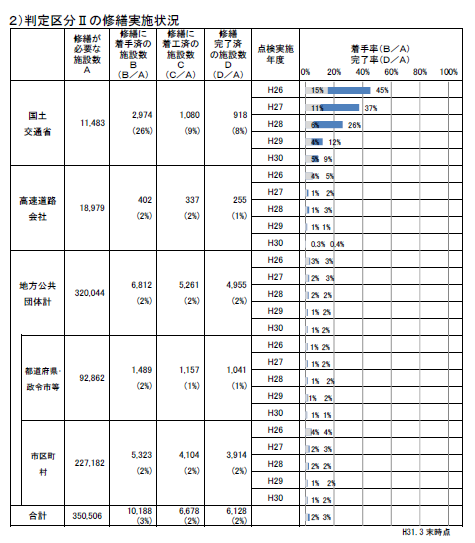 2)判定区分Ⅱの修繕実施状況
修繕が
必要な
施設数
A
修繕に
着手済の
施設数
B
(B/A)
修繕に
着工済の
施設数
C
(C/A)
修繕
完了済
の施設数
D
(D/A)
点検実施
年度
着手率(B/A)
完了率(D/A)
0% 20% 40% 60% 80% 100%
国土
交通省
11,483
2,974
(26%)
1,080
(9%)
918
(8%)
H26 15% 45%
H27 11% 37%
H28 6% 26%
H29 4% 12%
H30 5% 9%
高速道路
会社
18,979
402
(2%)
337
(2%)
255
(1%)
H26 4% 5%
H27 1% 2%
H28 1% 3%
H29 1% 1%
H30 0.3% 0.4%
地方公共
団体計
320,044
6,812
(2%)
5,261
(2%)
4,955
(2%)
H26 3% 3%
H27 2% 3%
H28 2% 2%
H29 1% 2%
H30 1% 2%
都道府県・
政令市等
92,862
1,489
(2%)
1,157
(1%)
1,041
(1%)
H26 1% 2%
H27 1% 2%
H28 1% 2%
H29 1% 2%
H30 1% 1%
市区町
村
227,182
5,323
(2%)
4,104
(2%)
3,914
(2%)
H26 4% 4%
H27 2% 3%
H28 2% 2%
H29 1% 2%
H30 1% 2%
合計
350,506
10,188
(3%)
6,678
(2%)
6,128
(2%)
2% 3%
H31.3末時点